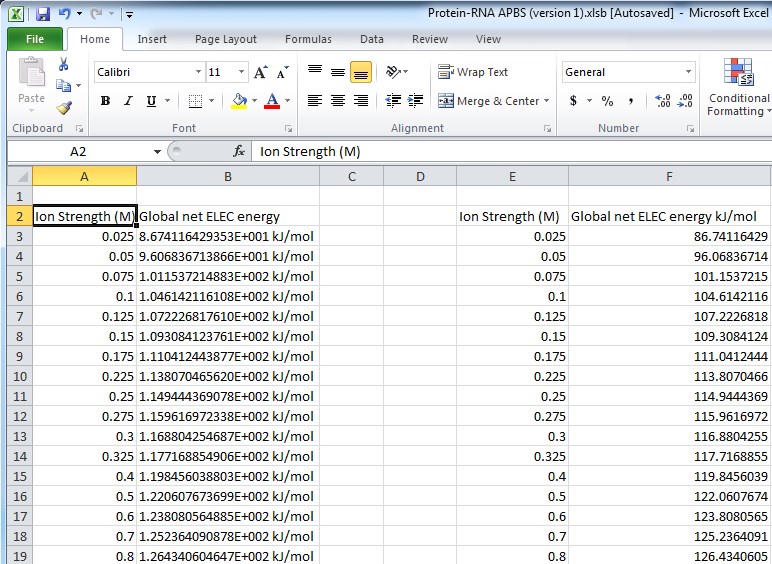 Protein-RNA APBS (version 1).xlsb [Autosaved] - Microsoft Excel
File Home Insert Page Layout Formulas Data Review View
Calibri 11 A A Wrap Text General
Paste B I U A Merge & Center $ % , .00 .0 Conditional Formatting
Clipboard Font Alignment Number
A2 fx Ion Strength (M)
A B C D E F
1
2 Ion Strength (M) Global net ELEC energy Ion Strength (M) Global net ELEC energy kJ/mol
3 0.025 8.674116429353E+001 kJ/mol 0.025 86.74116429
4 0.05 9.606836713866E+001 kJ/mol 0.05 96.06836714
5 0.075 1.011537214883E+002 kJ/mol 0.075 101.1537215
6 0.1 1.046142116108E+002 kJ/mol 0.1 104.6142116
7 0.125 1.072226817610E+002 kJ/mol 0.125 107.2226818
8 0.15 1.093084123761E+002 kJ/mol 0.15 109.3084124
9 0.175 1.110412443877E+002 kJ/mol 0.175 111.0412444
10 0.225 1.138070465620E+002 kJ/mol 0.225 113.8070466
11 0.25 1.149444369078E+002 kJ/mol 0.25 114.9444369
12 0.275 1.159616972338E+002 kJ/mol 0.275 115.9616972
13 0.3 1.168804254687E+002 kJ/mol 0.3 116.8804255
14 0.325 1.177168854906E+002 kJ/mol 0.325 117.7168855
15 0.4 1.198456038803E+002 kJ/mol 0.4 119.8456039
16 0.5 1.220607673699E+002 kJ/mol 0.5 122.0607674
17 0.6 1.238080564885E+002 kJ/mol 0.6 123.8080565
18 0.7 1.252364090878E+002 kJ/mol 0.7 125.2364091
19 0.8 1.264340604647E+002 kJ/mol 0.8 126.4340605